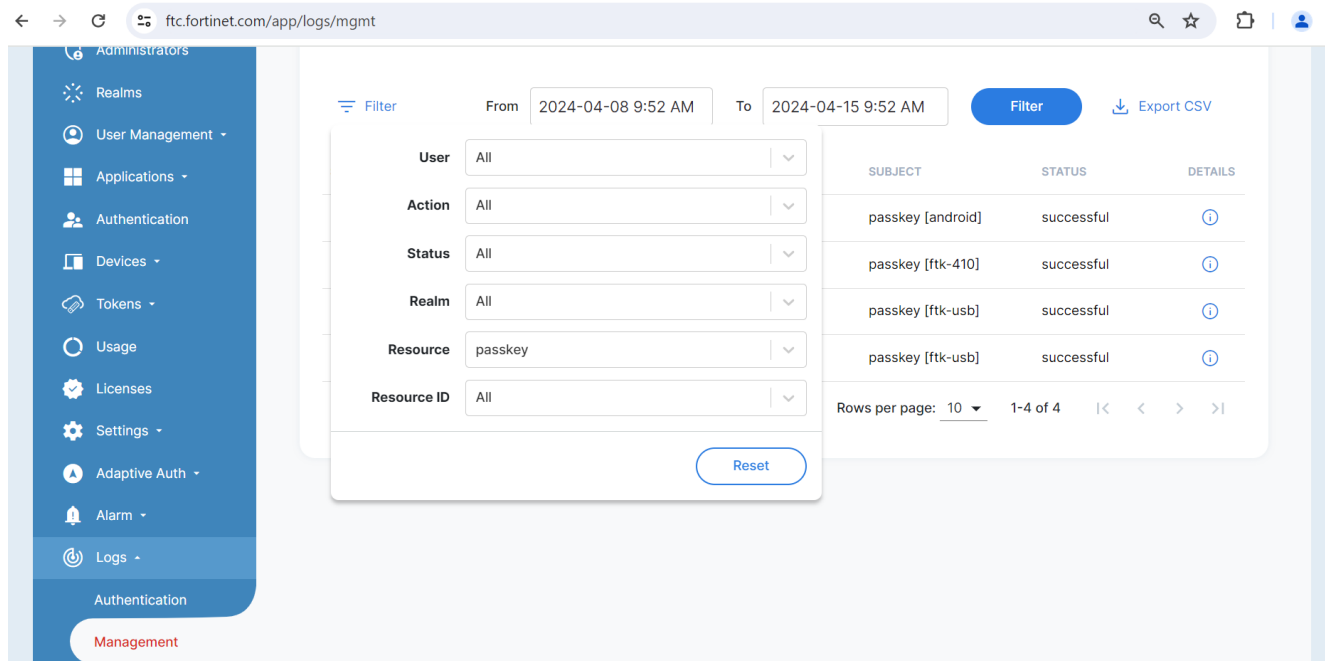 ftc.fortinet.com/app/logs/mgmt
Administrators
Realms
User Management
Applications
Authentication
Devices
Tokens
Usage
Licenses
Settings
Adaptive Auth
Alarm
Logs
Authentication
Management
Filter From 2024-04-08 9:52 AM To 2024-04-15 9:52 AM Filter Export CSV
User All
Action All
Status All
Realm All
Resource passkey
Resource ID All
Reset
SUBJECT STATUS DETAILS
passkey [android] successful
passkey [ftk-410] successful
passkey [ftk-usb] successful
passkey [ftk-usb] successful
Rows per page: 10 1-4 of 4